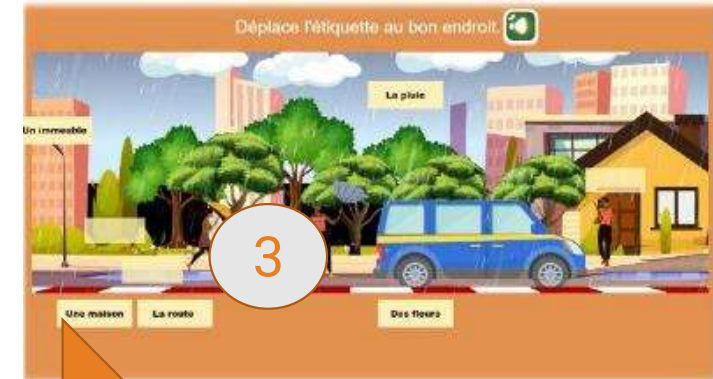 Déplace l'étiquette au bon endroit.
La pluie
Un immeuble
3
Une maison
La route
Des fleurs